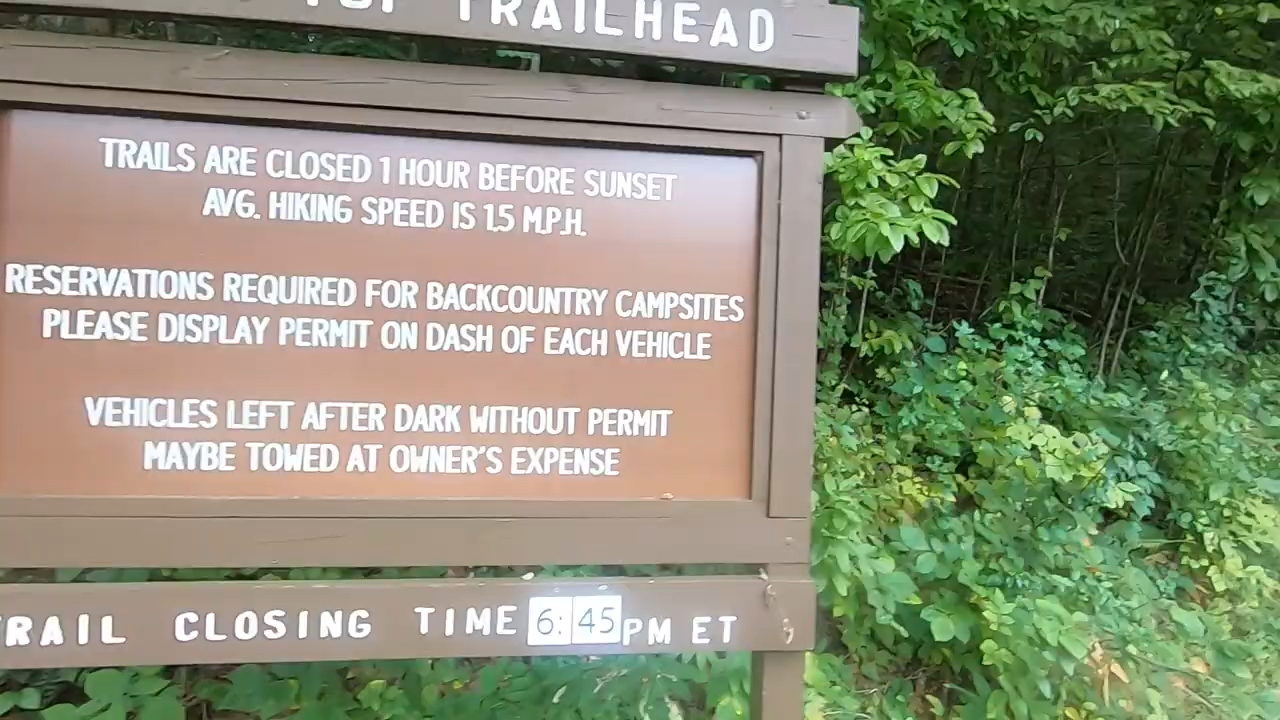 TRAILHEAD
TRAILS ARE CLOSED 1 HOUR BEFORE SUNSET
AVG. HIKING SPEED IS 1.5 M.P.H.
RESERVATIONS REQUIRED FOR BACKCOUNTRY CAMPSITES
PLEASE DISPLAY PERMIT ON DASH OF EACH VEHICLE
VEHICLES LEFT AFTER DARK WITHOUT PERMIT
MAYBE TOWED AT OWNER'S EXPENSE
TRAIL CLOSING TIME 6:45 PM ET